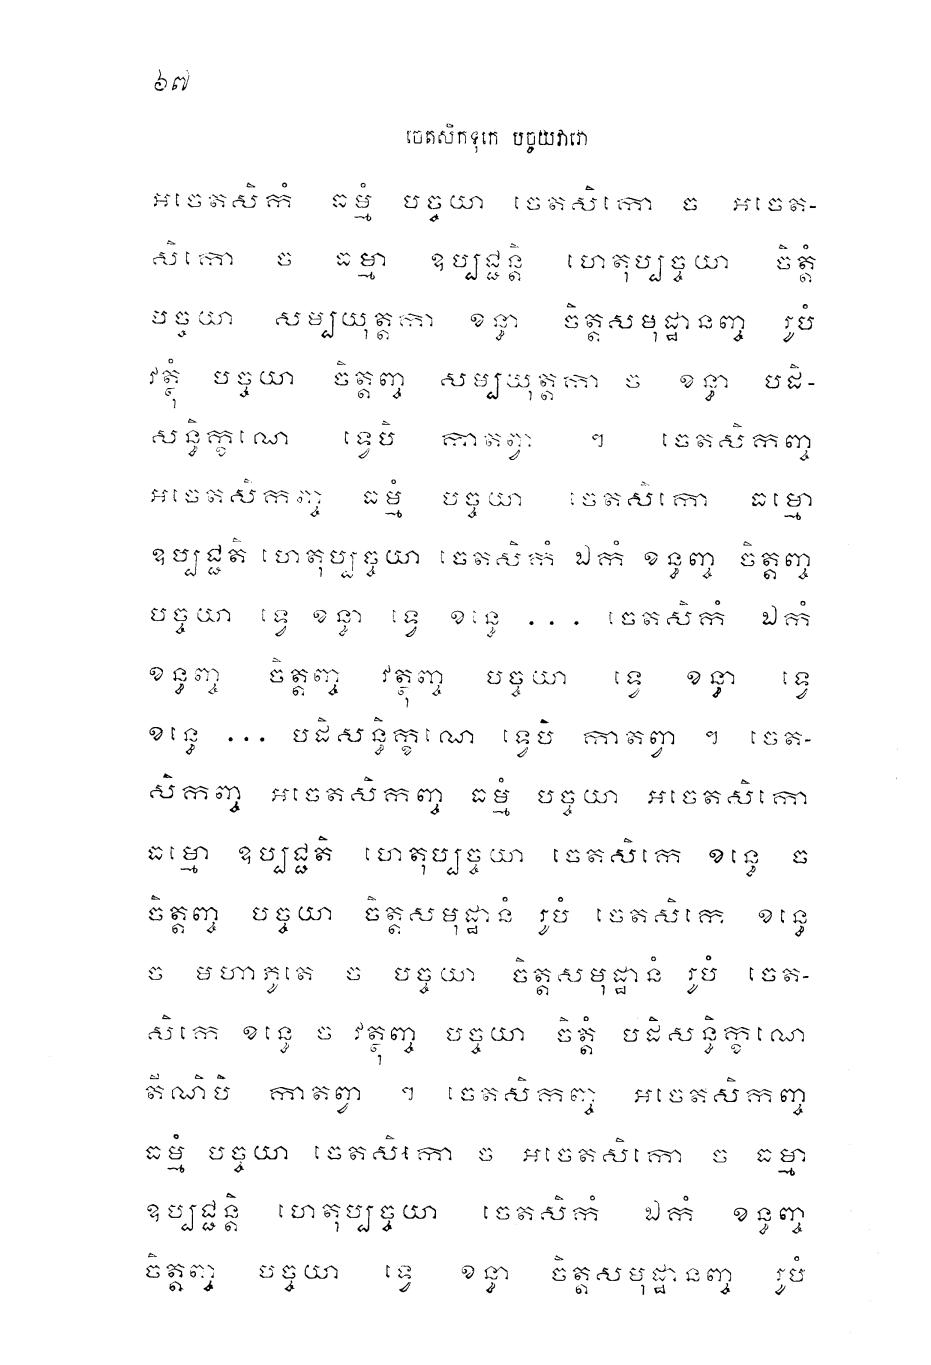 ៦៧
ចេតសិកទុកេ បច្ចយវារោ
អចេតសិកំ ធម្មំ បច្ចយា ចេតសិកោ ច អចេត-
សិកោ ច ធម្មា ឧប្បជ្ជន្តិ ហេតុប្បច្ចយា ចិត្តំ
បច្ចយា សម្បយុត្តកា ខន្ធា ចិត្តសមុដ្ឋានញ្ច រូបំ
វត្ថុំ បច្ចយា ចិត្តញ្ច សម្បយុត្តកា ច ខន្ធា បដិ-
សន្ធិក្ខណេ ទ្វេបិ កាតព្វា ។ ចេតសិកញ្ច
អចេតសិកញ្ច ធម្មំ បច្ចយា ចេតសិកោ ធម្មោ
ឧប្បជ្ជតិ ហេតុប្បច្ចយា ចេតសិកំ ឯកំ ខន្ធញ្ច ចិត្តញ្ច
បច្ចយា ទ្វេ ខន្ធា ទ្វេ ខន្ធេ . . . ចេតសិកំ ឯកំ
ខន្ធញ្ច ចិត្តញ្ច វត្ថុញ្ច បច្ចយា ទ្វេ ខន្ធា ទ្វេ
ខន្ធេ ... បដិសន្ធិក្ខណេ ទ្វេបិ កាតព្វា ។ ចេត-
សិកញ្ច អចេតសិកញ្ច ធម្មំ បច្ចយា អចេតសិកោ
ធម្មោ ឧប្បជ្ជតិ ហេតុប្បច្ចយា ចេតសិកេ ខន្ធេ ច
ចិត្តញ្ច បច្ចយា ចិត្តសមុដ្ឋានំ រូបំ ចេតសិកេ ខន្ធេ
ច មហាភូតេ ច បច្ចយា ចិត្តសមុដ្ឋានំ រូបំ ចេត-
សិកេ ខន្ធេ ច វត្ថុញ្ច បច្ចយា ចិត្តំ បដិសន្ធិក្ខណេ
តីណិបិ កាតព្វា ។ ចេតសិកញ្ច អចេតសិកញ្ច
ធម្មំ បច្ចយា ចេតសិកោ ច អចេតសិកោ ច ធម្មា
ឧប្បជ្ជន្តិ ហេតុប្បច្ចយា ចេតសិកំ ឯកំ ខន្ធញ្ច
ចិត្តញ្ច បច្ចយា ទ្វេ ខន្ធា ចិត្តសមុដ្ឋានញ្ច រូបំ